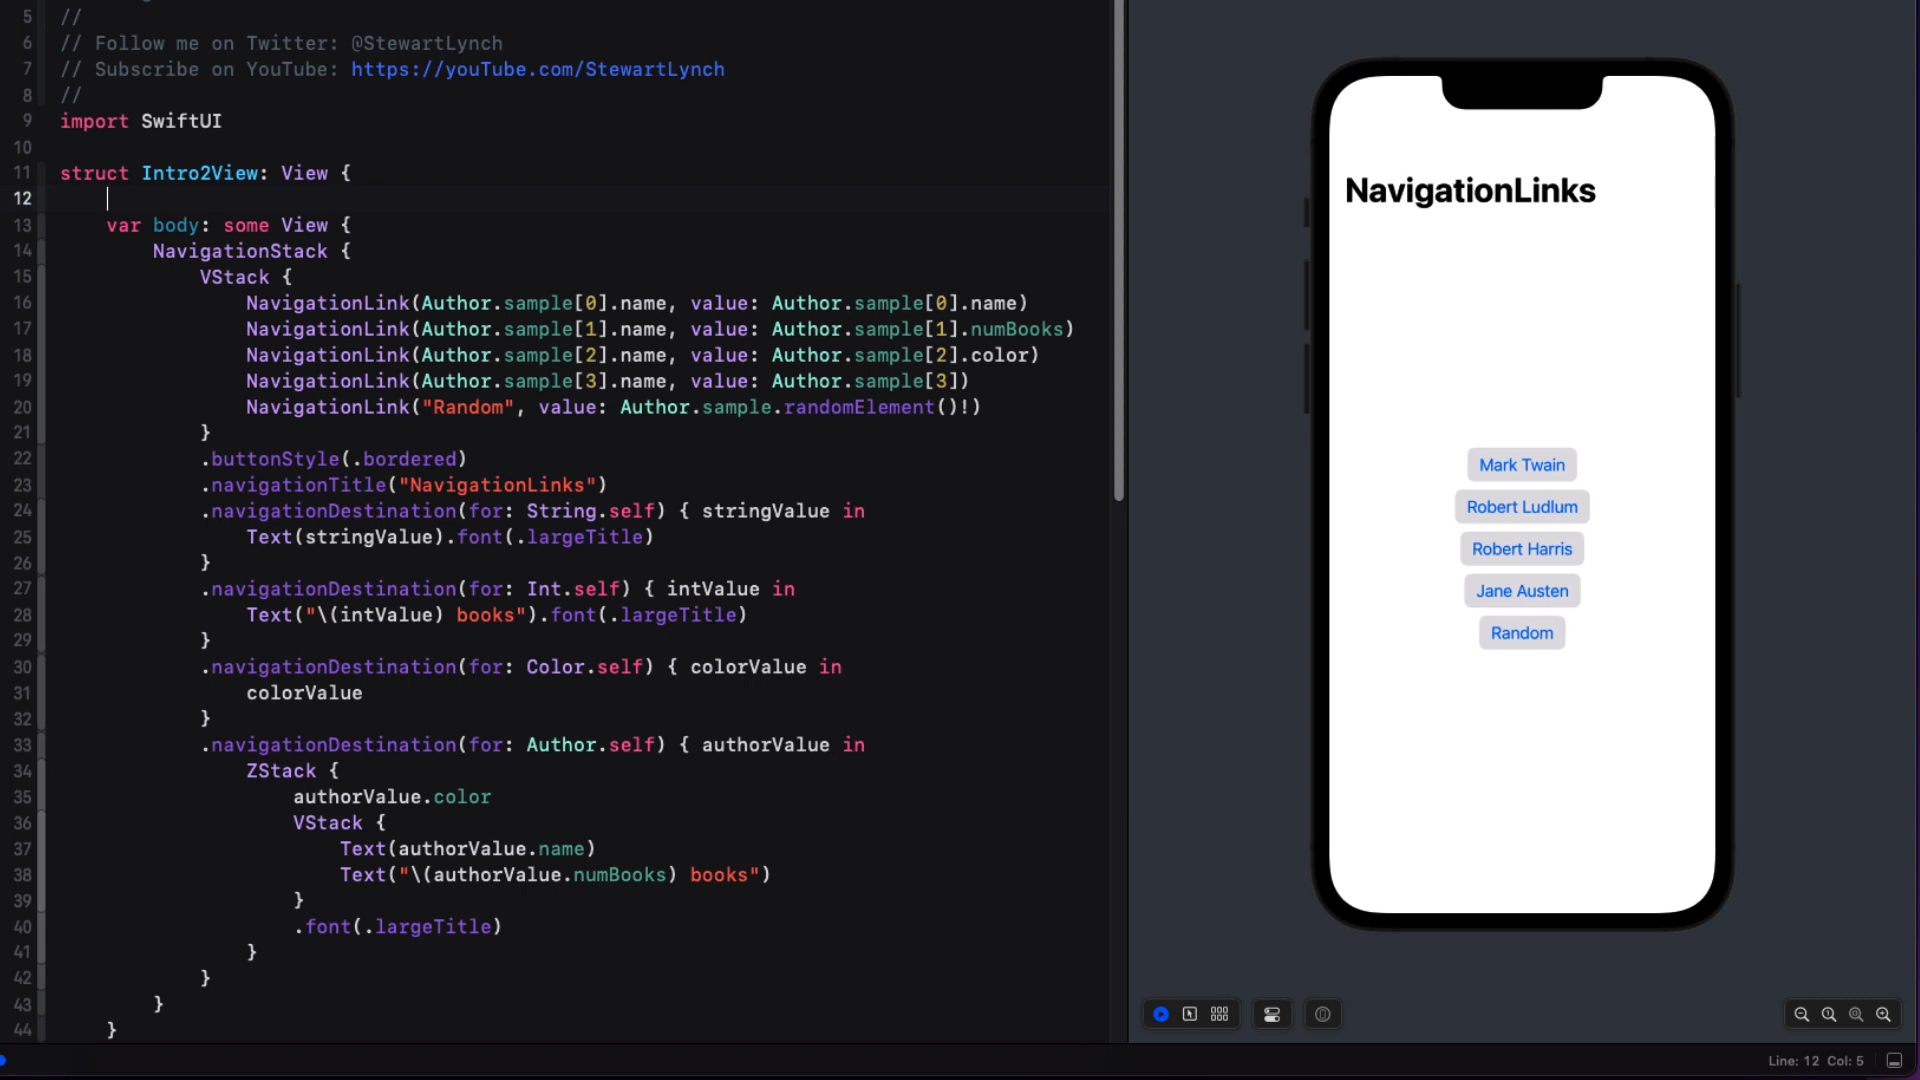 5 //
6 // Follow me on Twitter: @StewartLynch
7 // Subscribe on YouTube: https://youTube.com/StewartLynch
8 //
9 import SwiftUI
10
11 struct Intro2View: View {
12
13 var body: some View {
14 NavigationStack {
15 VStack {
16 NavigationLink(Author.sample[0].name, value: Author.sample[0].name)
17 NavigationLink(Author.sample[1].name, value: Author.sample[1].numBooks)
18 NavigationLink(Author.sample[2].name, value: Author.sample[2].color)
19 NavigationLink(Author.sample[3].name, value: Author.sample[3])
20 NavigationLink("Random", value: Author.sample.randomElement()!)
21 }
22 .buttonStyle(.bordered)
23 .navigationTitle("NavigationLinks")
24 .navigationDestination(for: String.self) { stringValue in
25 Text(stringValue).font(.largeTitle)
26 }
27 .navigationDestination(for: Int.self) { intValue in
28 Text("\(intValue) books").font(.largeTitle)
29 }
30 .navigationDestination(for: Color.self) { colorValue in
31 colorValue
32 }
33 .navigationDestination(for: Author.self) { authorValue in
34 ZStack {
35 authorValue.color
36 VStack {
37 Text(authorValue.name)
38 Text("\(authorValue.numBooks) books")
39 }
40 .font(.largeTitle)
41 }
42 }
43 }
44 }
NavigationLinks
Mark Twain
Robert Ludlum
Robert Harris
Jane Austen
Random
Line: 12 Col: 5